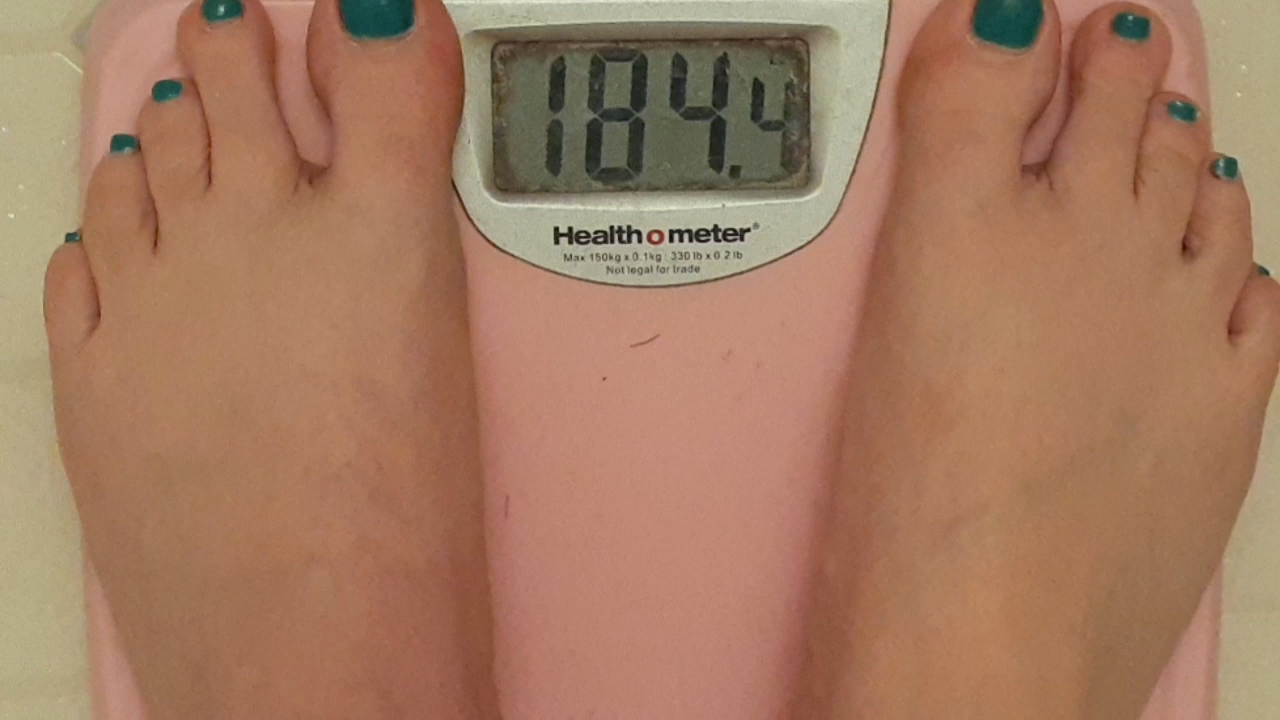 184.4
Health o meter®
Max 150kg x 0.1kg 330 lb x 0.2 lb
Not legal for trade